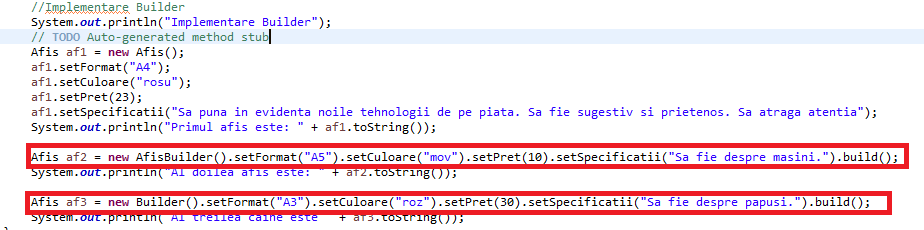 //Implementare Builder
System.out.println("Implementare Builder");
// TODO Auto-generated method stub
Afis af1 = new Afis();
af1.setFormat("A4");
af1.setCuloare("rosu");
af1.setPret(23);
af1.setSpecificatii("Sa puna in evidenta noile tehnologii de pe piata. Sa fie sugestiv si prietenos. Sa atraga atentia");
System.out.println("Primul afis este: " + af1.toString());
Afis af2 = new AfisBuilder().setFormat("A5").setCuloare("mov").setPret(10).setSpecificatii("Sa fie despre masini.").build();
System.out.println("Al doilea afis este: " + af2.toString());
Afis af3 = new Builder().setFormat("A3").setCuloare("roz").setPret(30).setSpecificatii("Sa fie despre papusi.").build();
System.out.println("Al treilea caine este " + af3.toString());